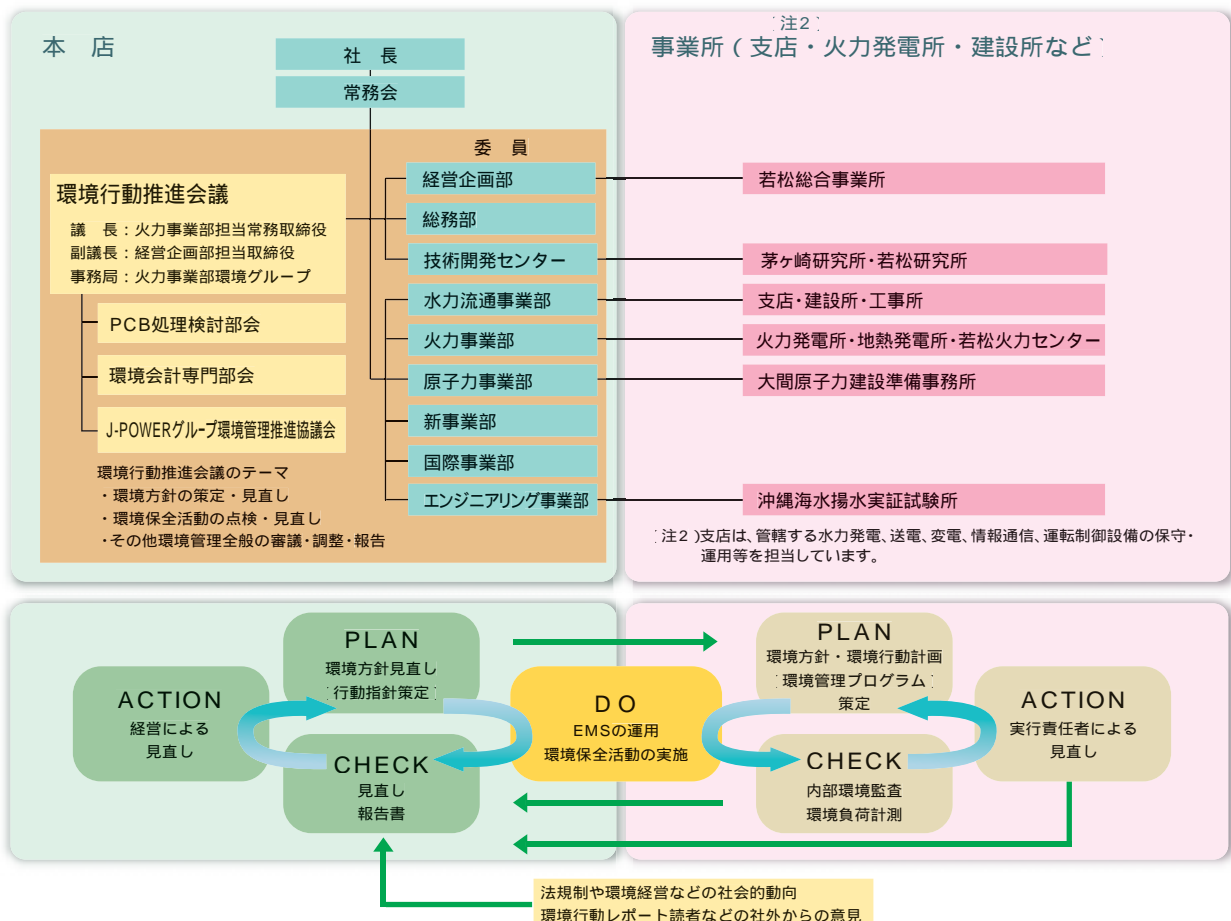 本 店
社 長
常務会
委 員
環境行動推進会議
議 長：火力事業部担当常務取締役
副議長：経営企画部担当取締役
事務局：火力事業部環境グループ
PCB処理検討部会
環境会計専門部会
J-POWERグループ環境管理推進協議会
環境行動推進会議のテーマ
・環境方針の策定・見直し
・環境保全活動の点検・見直し
・その他環境管理全般の審議・調整・報告
経営企画部
総務部
技術開発センター
水力流通事業部
火力事業部
原子力事業部
新事業部
国際事業部
エンジニアリング事業部
注2
事業所（支店・火力発電所・建設所など）
若松総合事業所
茅ヶ崎研究所・若松研究所
支店・建設所・工事所
火力発電所・地熱発電所・若松火力センター
大間原子力建設準備事務所
沖縄海水揚水実証試験所
（注2）支店は、管轄する水力発電、送電、変電、情報通信、運転制御設備の保守・
運用等を担当しています。
PLAN
環境方針見直し
（行動指針策定）
ACTION
経営による
見直し
CHECK
見直し
報告書
DO
EMSの運用
環境保全活動の実施
PLAN
環境方針・環境行動計画
（環境管理プログラム）
策定
CHECK
内部環境監査
環境負荷計測
ACTION
実行責任者による
見直し
法規制や環境経営などの社会的動向
環境行動レポート読者などの社外からの意見